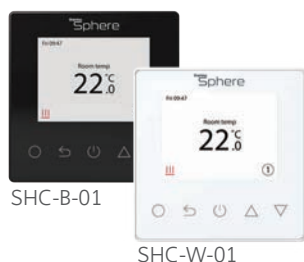 Sphere
Fri 09:47
Room temp
22.0 °C
SHC-B-01
Sphere
Fri 09:47
Room temp
22.0 °C
1
SHC-W-01